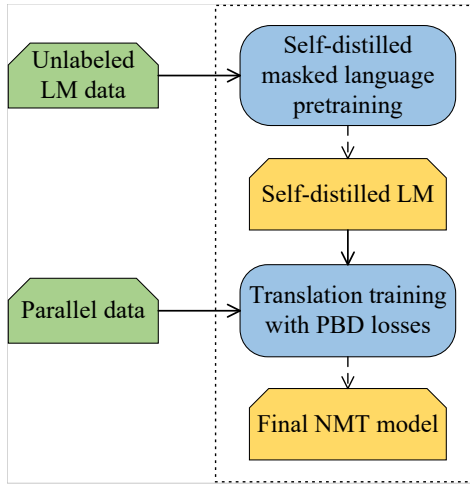 Unlabeled
LM data
Self-distilled
masked language
pretraining
Self-distilled LM
Parallel data
Translation training
with PBD losses
Final NMT model